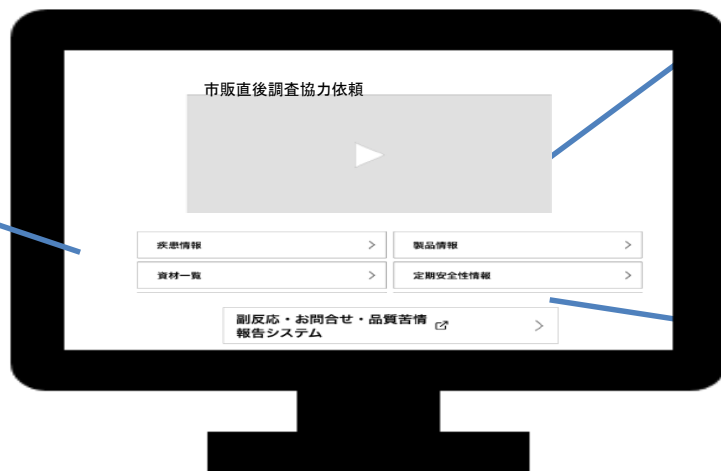 市販直後調査協力依頼
疾患情報
製品情報
資材一覧
定期安全性情報
副反応・お問合せ・品質苦情
報告システム